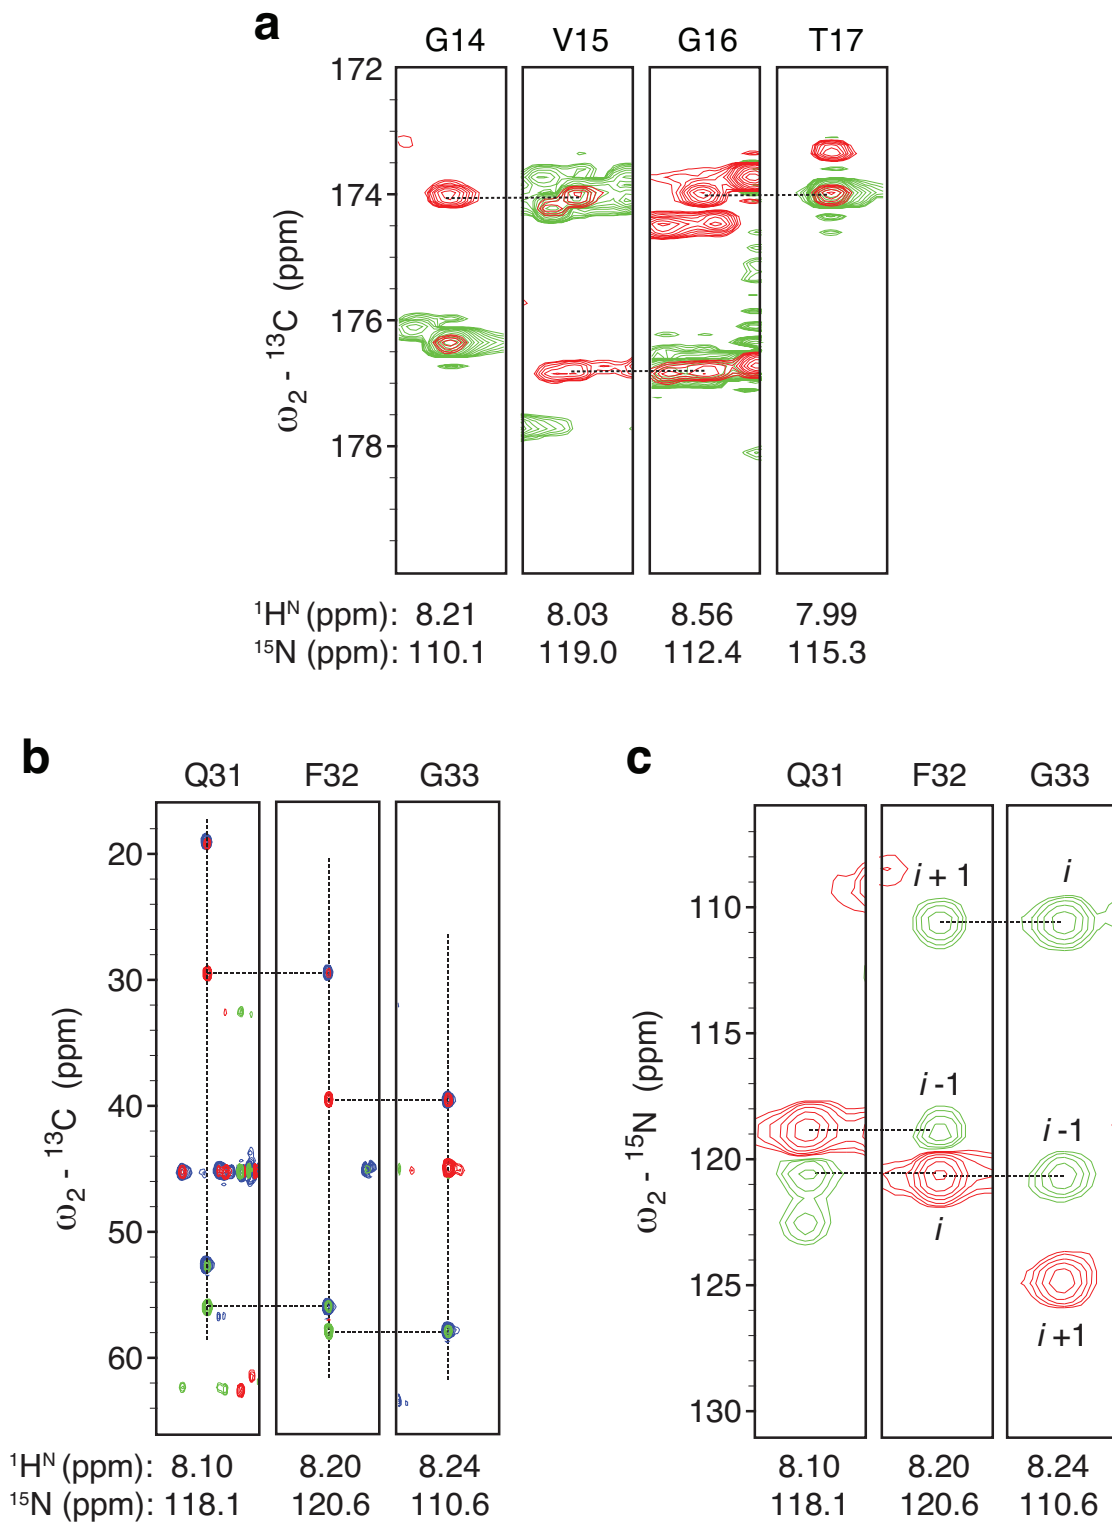 a
G14 V15 G16 T17
172
174
176
178
ω2 - 13C (ppm)
1HN (ppm): 8.21 8.03 8.56 7.99
15N (ppm): 110.1 119.0 112.4 115.3
b
Q31 F32 G33
20
30
40
50
60
ω2 - 13C (ppm)
1HN (ppm): 8.10 8.20 8.24
15N (ppm): 118.1 120.6 110.6
c
Q31 F32 G33
110
115
120
125
130
ω2 - 15N (ppm)
i + 1 i
i -1
i -1
i
i +1
8.10 8.20 8.24
118.1 120.6 110.6